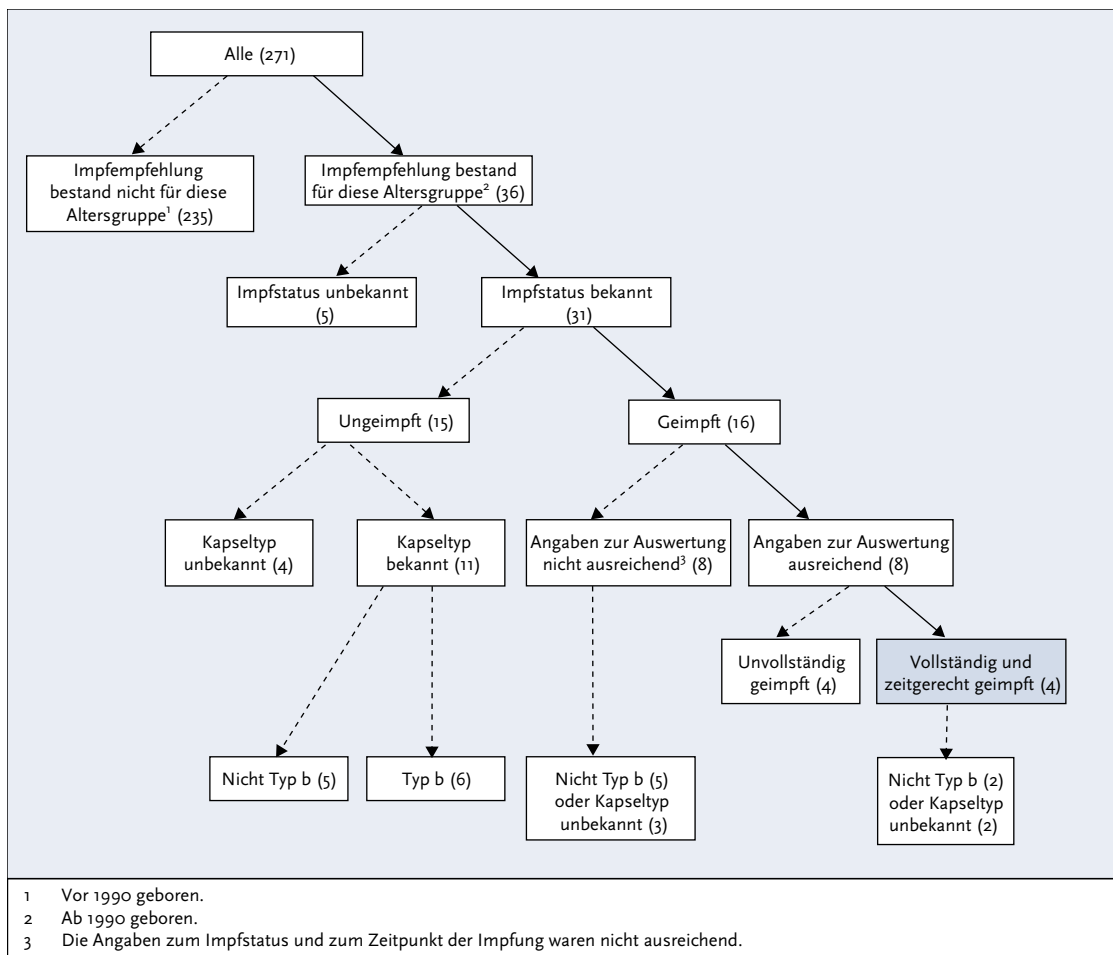 Alle (271)
Impfempfehlung
bestand nicht für diese
Altersgruppe¹ (235)
Impfempfehlung bestand
für diese Altersgruppe² (36)
Impfstatus unbekannt
(5)
Impfstatus bekannt
(31)
Ungeimpft (15)
Geimpft (16)
Kapseltyp
unbekannt (4)
Kapseltyp
bekannt (11)
Angaben zur Auswertung
nicht ausreichend³ (8)
Angaben zur Auswertung
ausreichend (8)
Unvollständig
geimpft (4)
Vollständig und
zeitgerecht geimpft (4)
Nicht Typ b (5)
Typ b (6)
Nicht Typ b (5)
oder Kapseltyp
unbekannt (3)
Nicht Typ b (2)
oder Kapseltyp
unbekannt (2)
1 Vor 1990 geboren.
2 Ab 1990 geboren.
3 Die Angaben zum Impfstatus und zum Zeitpunkt der Impfung waren nicht ausreichend.